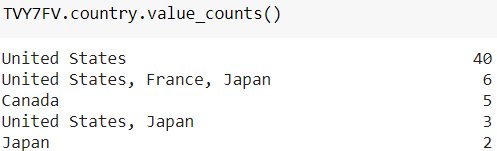 TVY7FV.country.value_counts()
United States 40
United States, France, Japan 6
Canada 5
United States, Japan 3
Japan 2